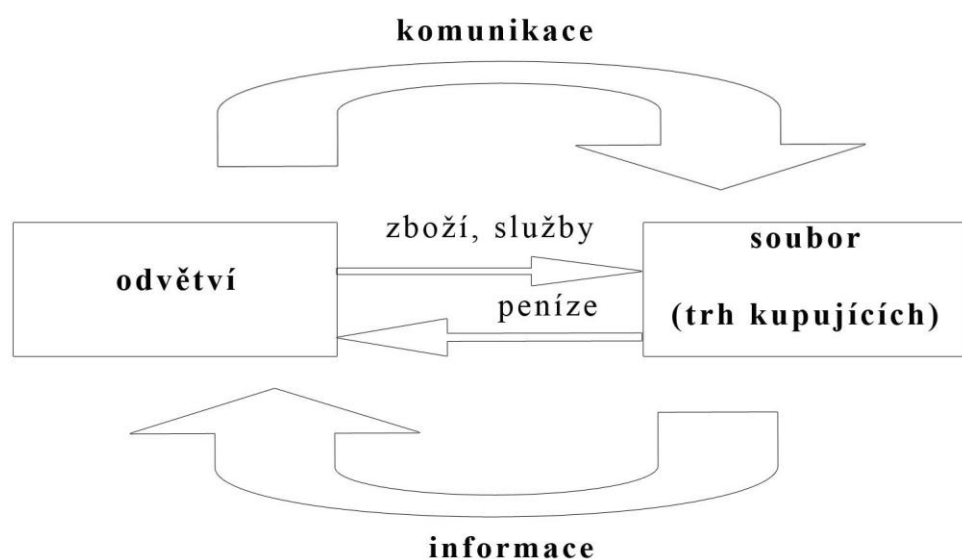 komunikace
zboží, služby
soubor
odvětví
peníze
(trh kupujících)
informace